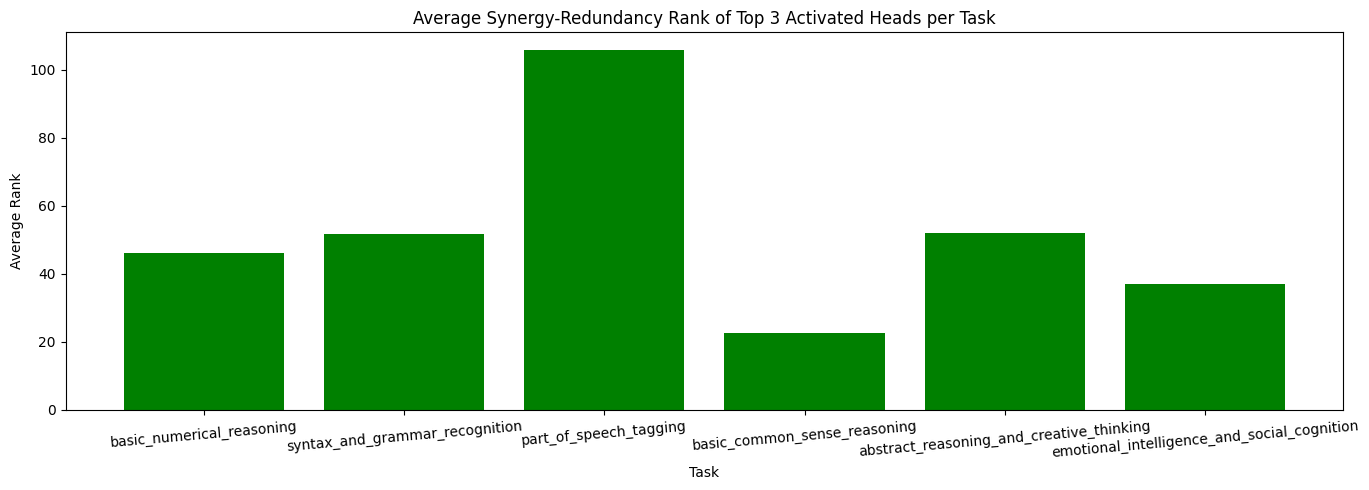 Average Synergy-Redundancy Rank of Top 3 Activated Heads per Task
Average Rank
100
80
60
40
20
0
basic_numerical_reasoning
syntax_and_grammar_recognition
part_of_speech_tagging
basic_common_sense_reasoning
abstract_reasoning_and_creative_thinking
emotional_intelligence_and_social_cognition
Task